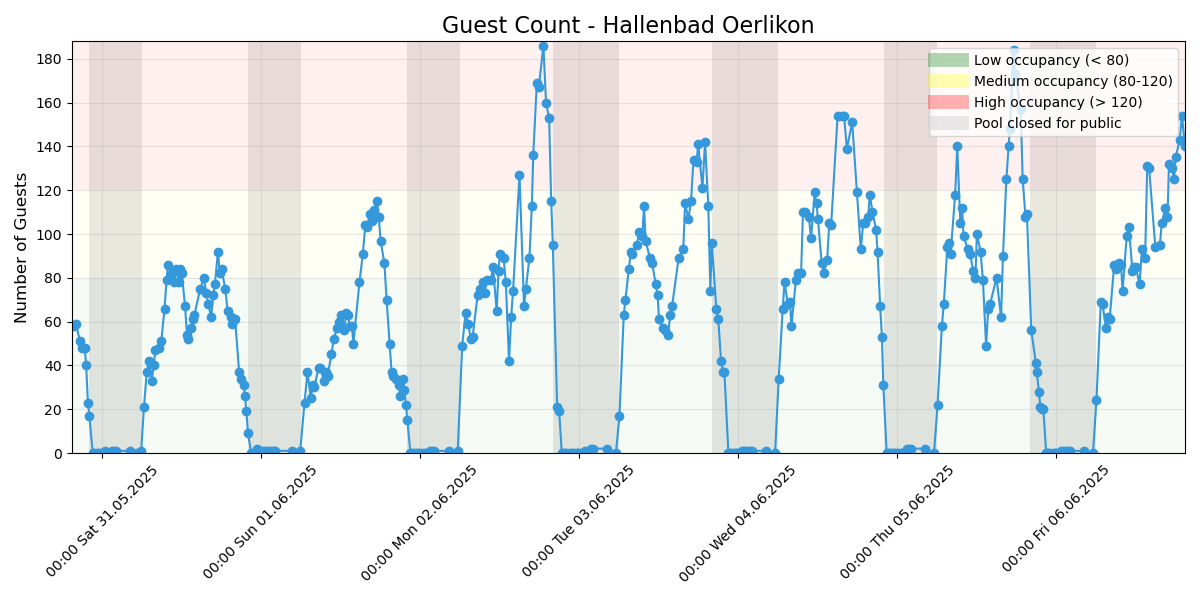 Guest Count - Hallenbad Oerlikon
Number of Guests
180
160
140
120
100
80
60
40
20
0
Low occupancy (< 80)
Medium occupancy (80-120)
High occupancy (> 120)
Pool closed for public
00:00 Sat 31.05.2025
00:00 Sun 01.06.2025
00:00 Mon 02.06.2025
00:00 Tue 03.06.2025
00:00 Wed 04.06.2025
00:00 Thu 05.06.2025
00:00 Fri 06.06.2025